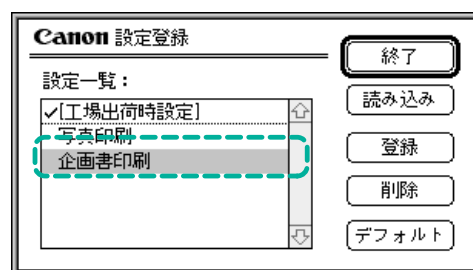 Canon 設定登録
設定一覧：
✓[工場出荷時設定]
写真印刷
企画書印刷
終了
読み込み
登録
削除
デフォルト